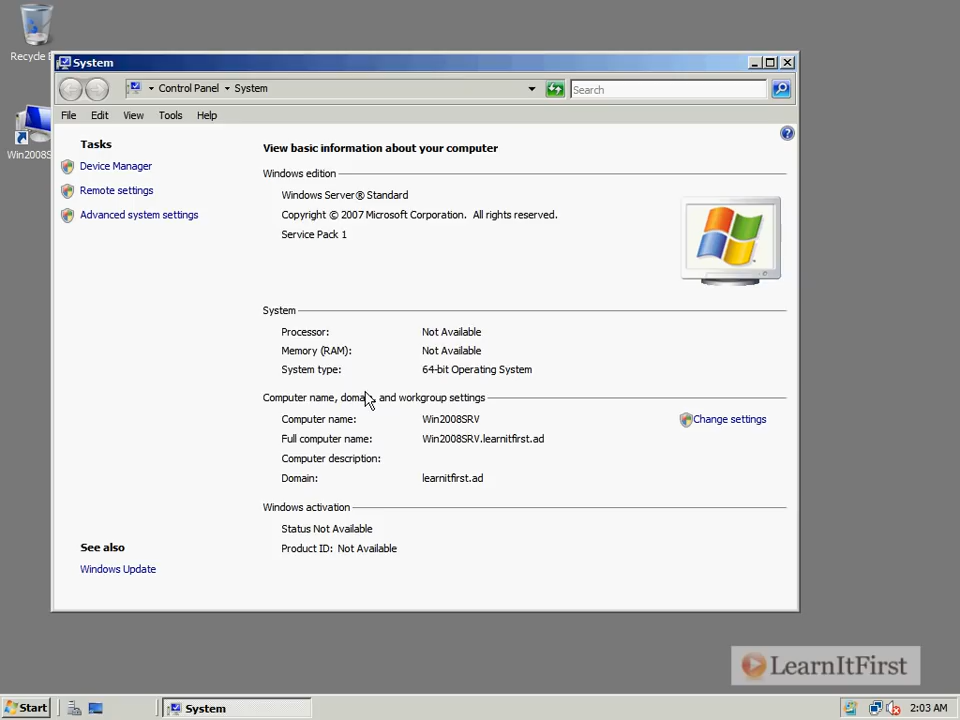 Recycle
System
Control Panel
System
Search
File Edit View Tools Help
Win2008S
Tasks
Device Manager
Remote settings
Advanced system settings
View basic information about your computer
Windows edition
Windows Server® Standard
Copyright © 2007 Microsoft Corporation. All rights reserved.
Service Pack 1
System
Processor: Not Available
Memory (RAM): Not Available
System type: 64-bit Operating System
Computer name, domain, and workgroup settings
Computer name: Win2008SRV
Change settings
Full computer name: Win2008SRV.learnitfirst.ad
Computer description:
Domain: learnitfirst.ad
Windows activation
Status Not Available
Product ID: Not Available
See also
Windows Update
LearnItFirst
Start
System
2:03 AM